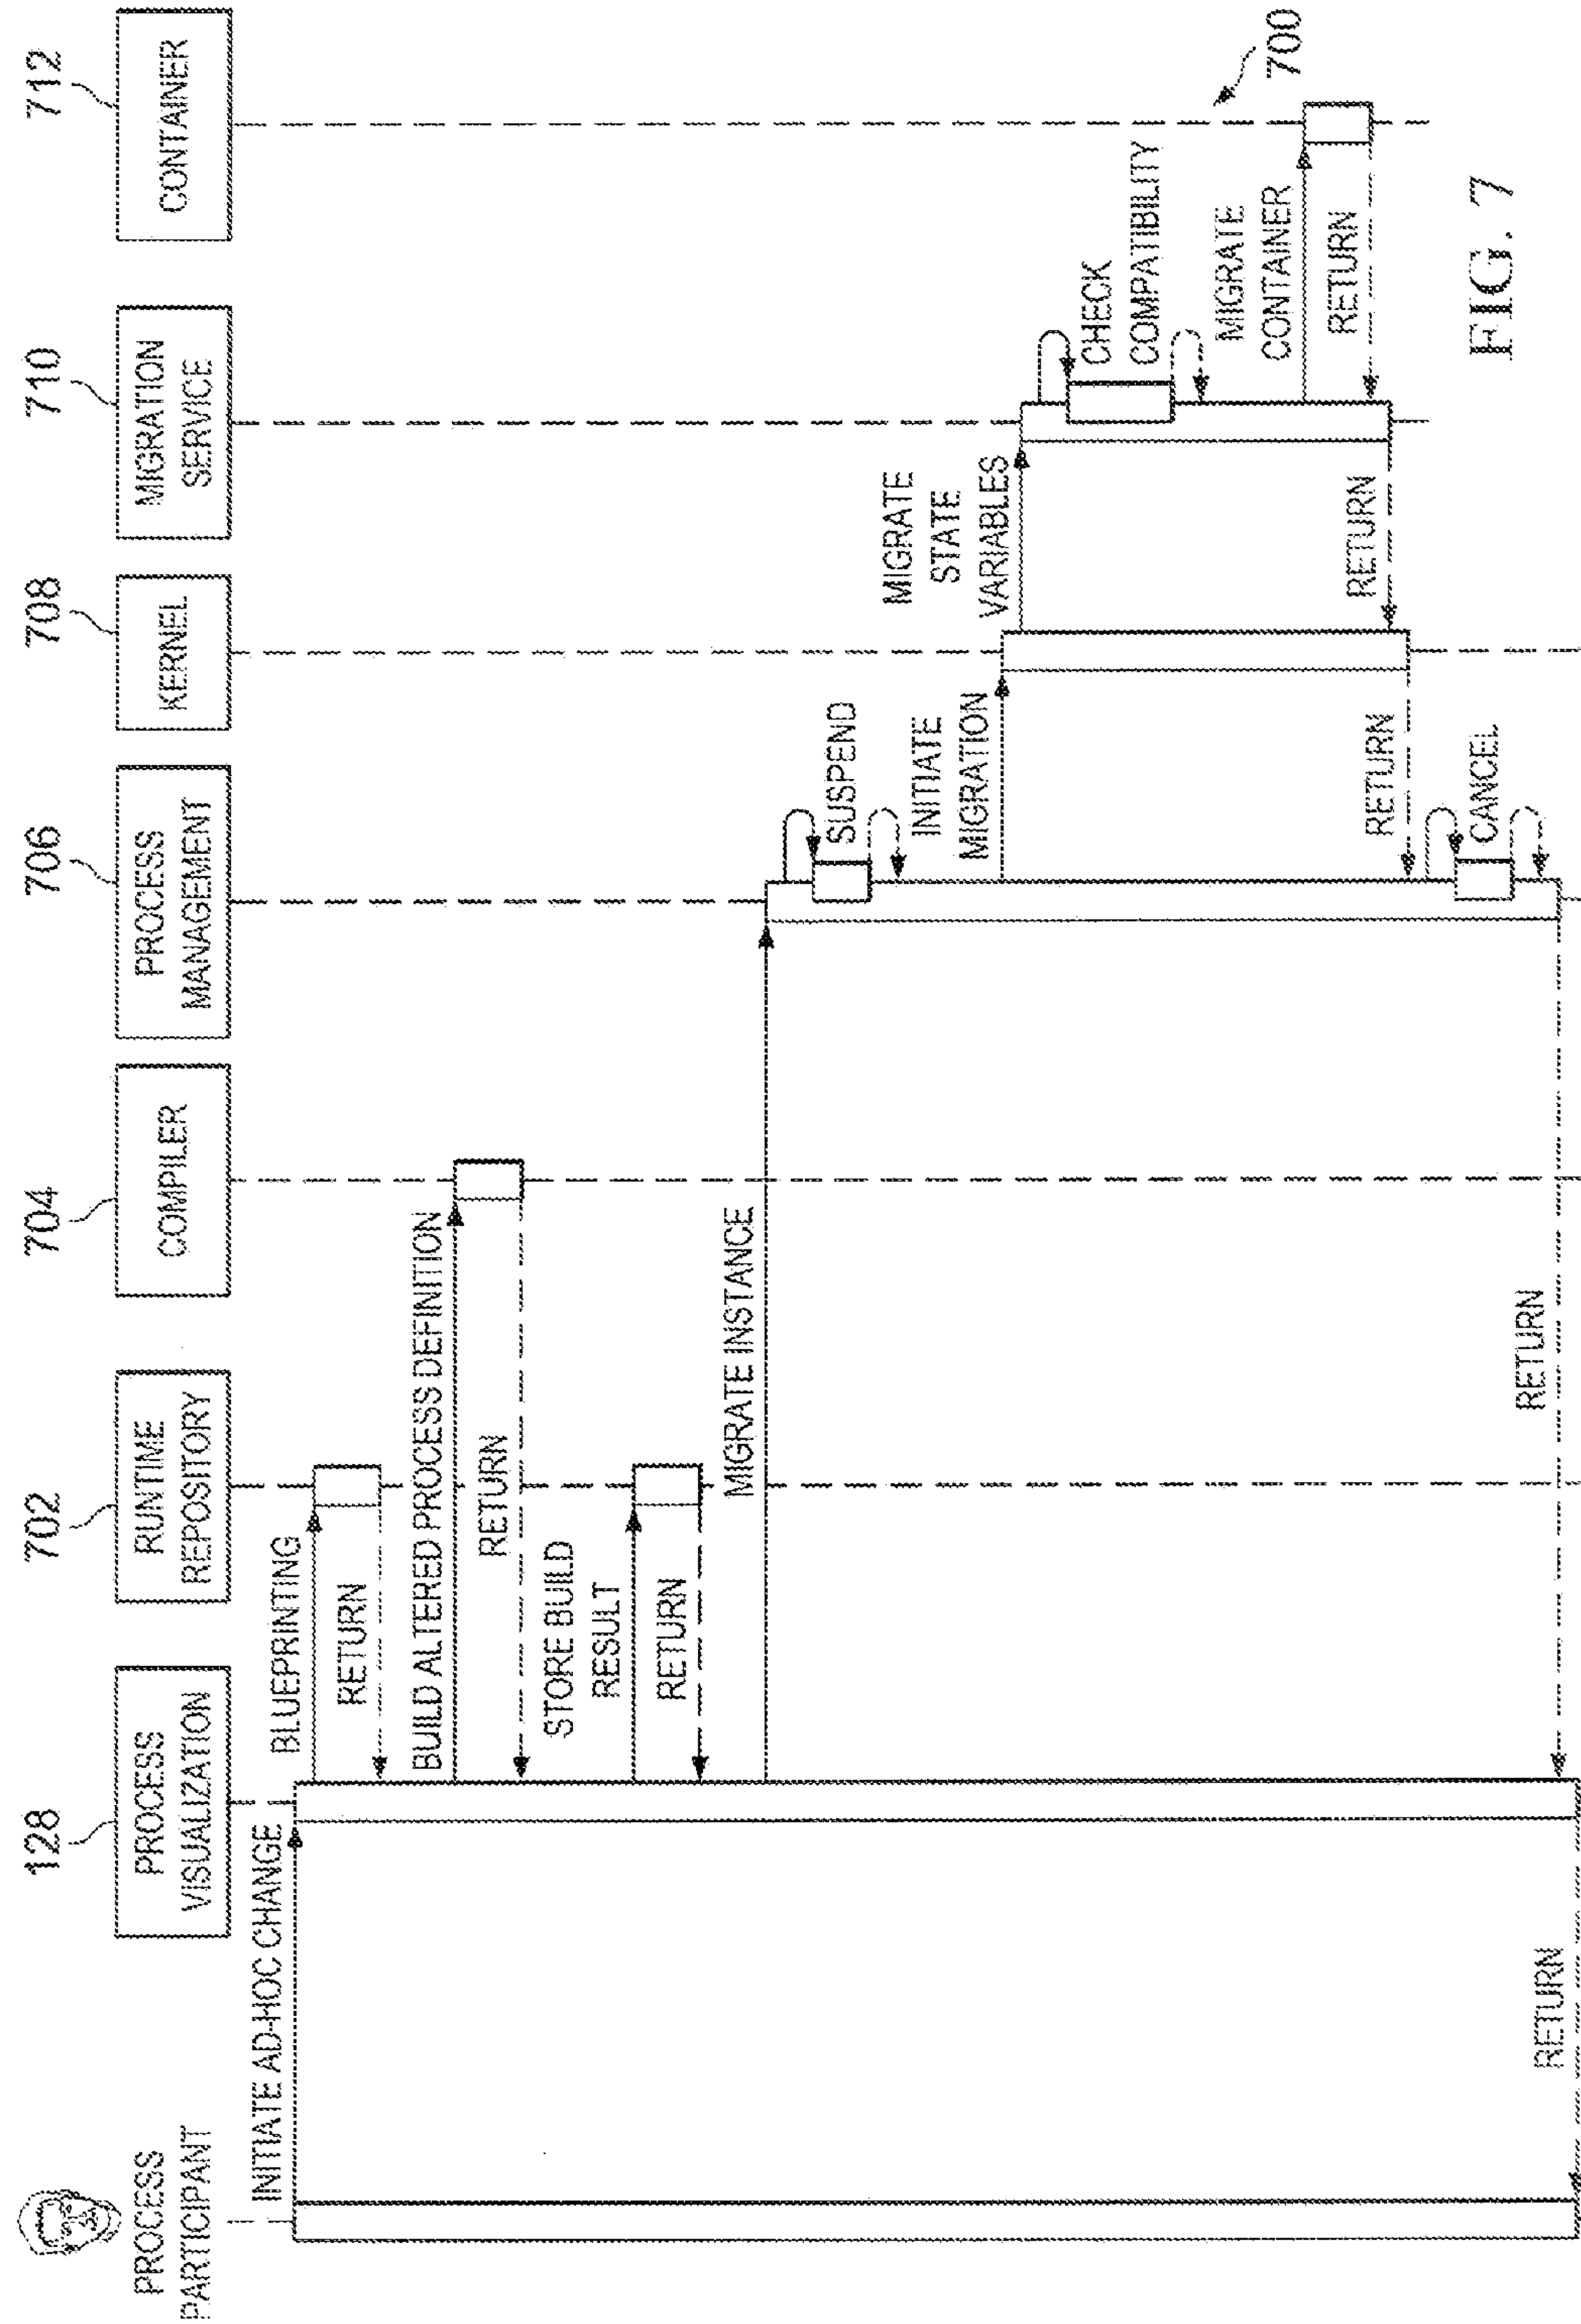 PROCESS
PARTICIPANT
128
PROCESS
VISUALIZATION
702
RUNTIME
REPOSITORY
704
COMPILER
706
PROCESS
MANAGEMENT
708
KERNEL
710
MIGRATION
SERVICE
712
CONTAINER
INITIATE AD-HOC CHANGE
BLUEPRINTING
RETURN
BUILD ALTERED PROCESS DEFINITION
RETURN
STORE BUILD
RESULT
RETURN
MIGRATE INSTANCE
SUSPEND
INITIATE
MIGRATION
MIGRATE
STATE
VARIABLES
CHECK
COMPATIBILITY
MIGRATE
CONTAINER
RETURN
RETURN
RETURN
CANCEL
RETURN
RETURN
700
FIG. 7